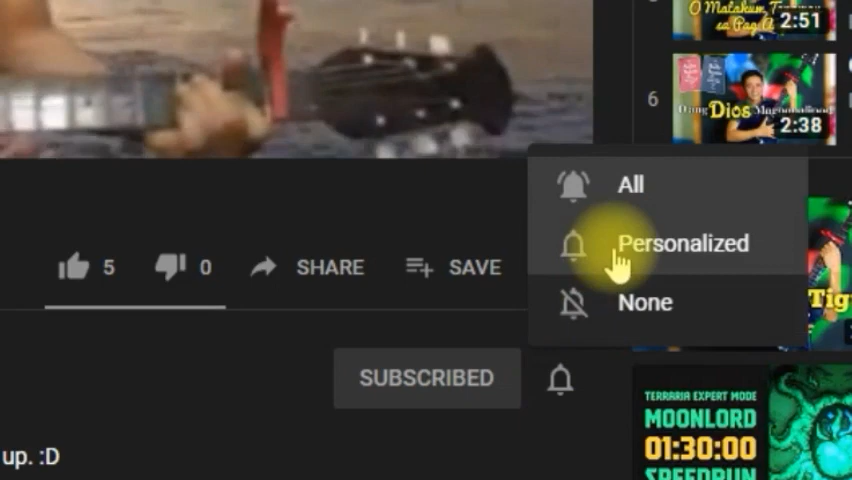 2:51
6
Dios
2:38
All
Personalized
None
5
0
SHARE
SAVE
SUBSCRIBED
Tig
up. :D
TERRARIA EXPERT MODE
MOONLORD
01:30:00
SPEEDRUN